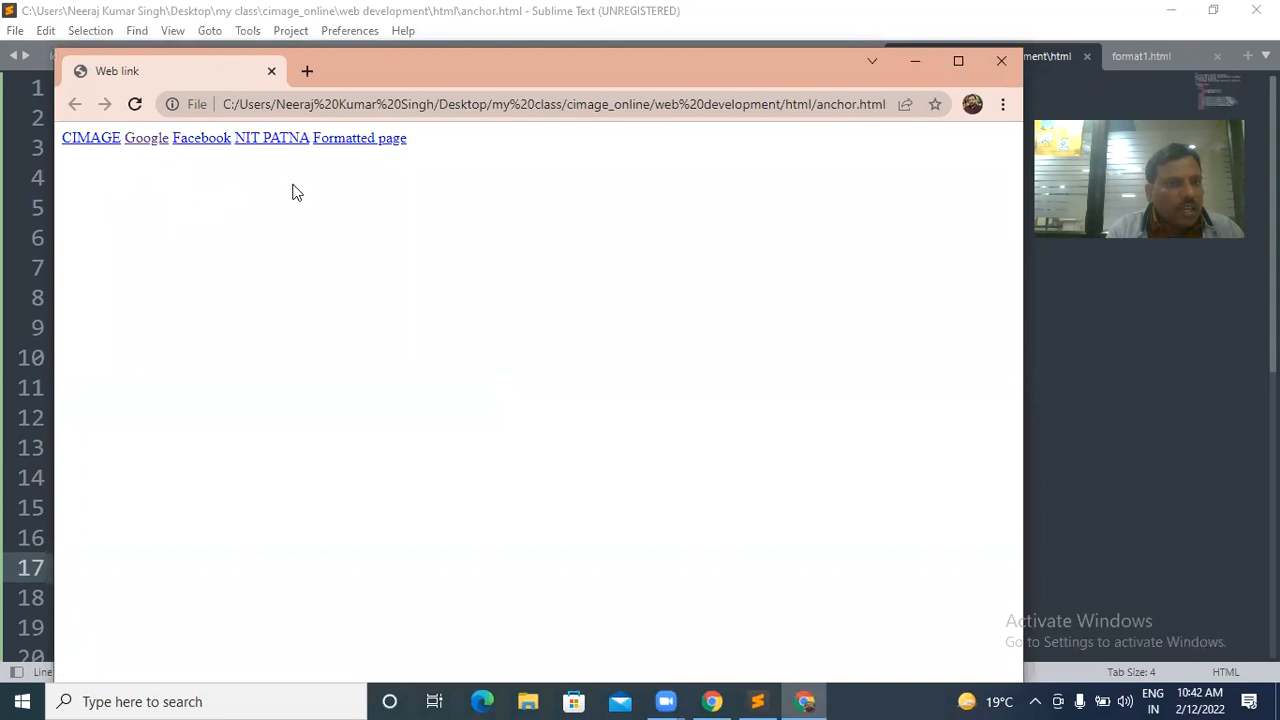 C:\Users\Neeraj Kumar Singh\Desktop\my class\cimage_online\web development\html\anchor.html - Sublime Text (UNREGISTERED)
File Edit Selection Find View Goto Tools Project Preferences Help
ment\html format1.html
Web link
File C:/Users/Neeraj%20Kumar%20Singh/Desktop/my%20class/cimage_online/web%20development/html/anchor.html
CIMAGE Google Facebook NIT PATNA Formatted page
1
2
3
4
5
6
7
8
9
10
11
12
13
14
15
16
17
18
19
20
Activate Windows
Go to Settings to activate Windows.
Line Tab Size: 4 HTML
Type here to search
19°C
ENG
IN
10:42 AM
2/12/2022